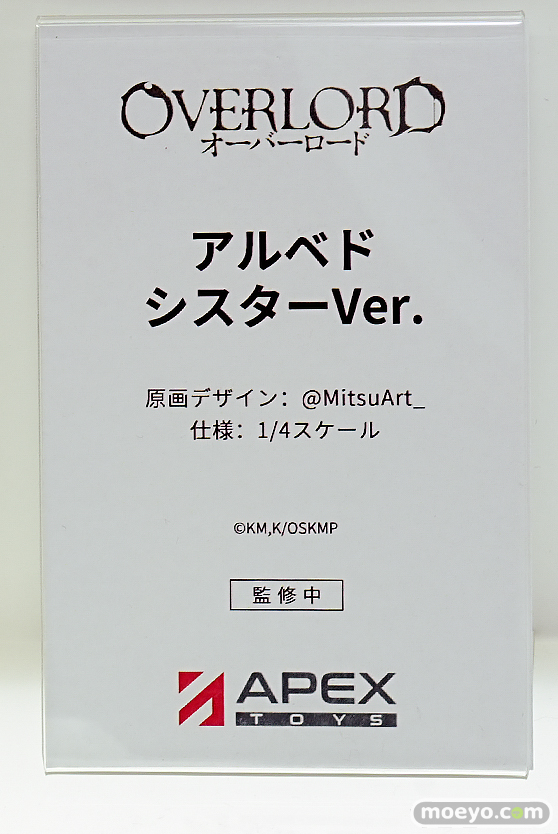 OVERLORD
オーバーロード
アルベド
シスターVer.
原画デザイン：@MitsuArt_
仕様：1/4スケール
©KM,K/OSKMP
監修中
APEX
TOYS
moeyo.com